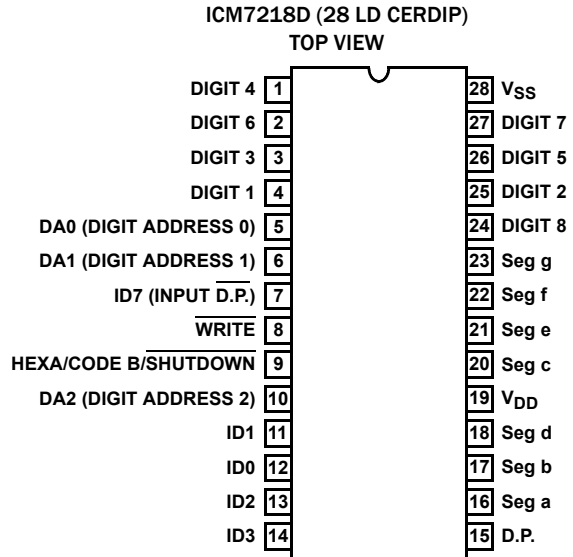 ICM7218D (28 LD CERDIP)
TOP VIEW
DIGIT 4 1 28 VSS
DIGIT 6 2 27 DIGIT 7
DIGIT 3 3 26 DIGIT 5
DIGIT 1 4 25 DIGIT 2
DA0 (DIGIT ADDRESS 0) 5 24 DIGIT 8
DA1 (DIGIT ADDRESS 1) 6 23 Seg g
ID7 (INPUT D.P.) 7 22 Seg f
WRITE 8 21 Seg e
HEXA/CODE B/SHUTDOWN 9 20 Seg c
DA2 (DIGIT ADDRESS 2) 10 19 VDD
ID1 11 18 Seg d
ID0 12 17 Seg b
ID2 13 16 Seg a
ID3 14 15 D.P.